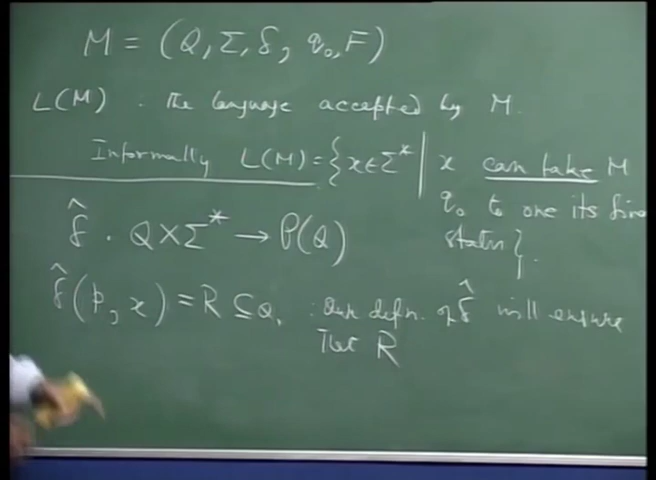 M = (Q, Σ, δ, q₀, F)
L(M) . The language accepted by M.
Informally L(M) = { x ∈ Σ* | x can take M
q₀ to one its final
states }.
δ̂ . Q × Σ* → P(Q)
δ̂(p, x) = R ⊆ Q, : Our defn. of δ̂ will ensure
that R